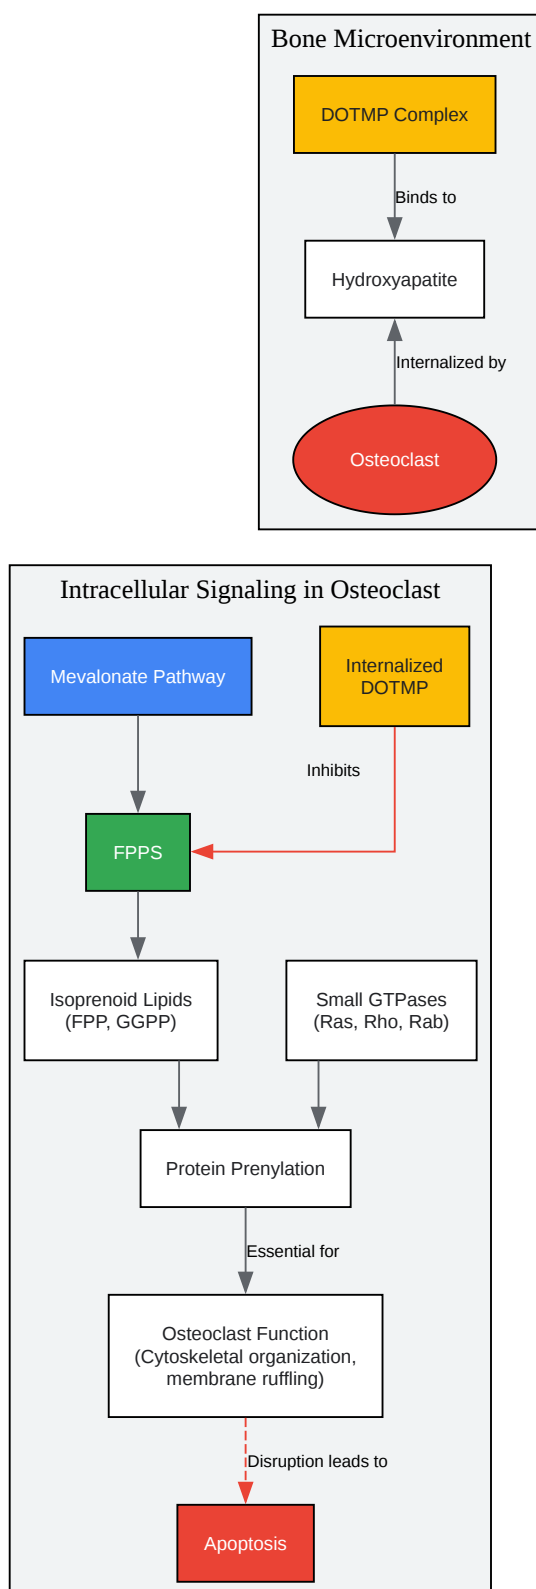 Bone Microenvironment
DOTMP Complex
Binds to
Hydroxyapatite
Internalized by
Osteoclast
Intracellular Signaling in Osteoclast
Mevalonate Pathway
Internalized
DOTMP
Inhibits
FPPS
Isoprenoid Lipids
(FPP, GGPP)
Small GTPases
(Ras, Rho, Rab)
Protein Prenylation
Essential for
Osteoclast Function
(Cytoskeletal organization,
membrane ruffling)
Disruption leads to
Apoptosis